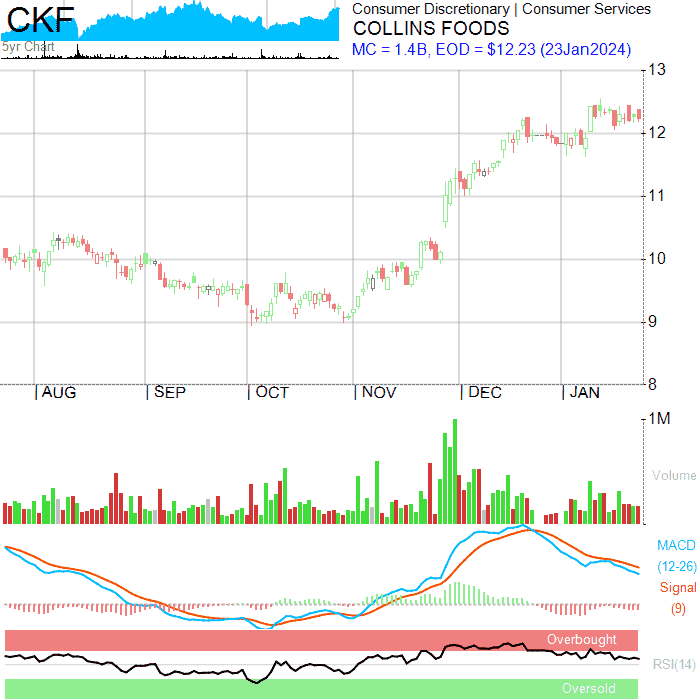 CKF
5yr Chart
Consumer Discretionary | Consumer Services
COLLINS FOODS
MC = 1.4B, EOD = $12.23 (23Jan2024)
13
12
11
10
9
8
| AUG | SEP | OCT | NOV | DEC | JAN
1M
Volume
MACD
(12-26)
Signal
(9)
Overbought
RSI(14)
Oversold